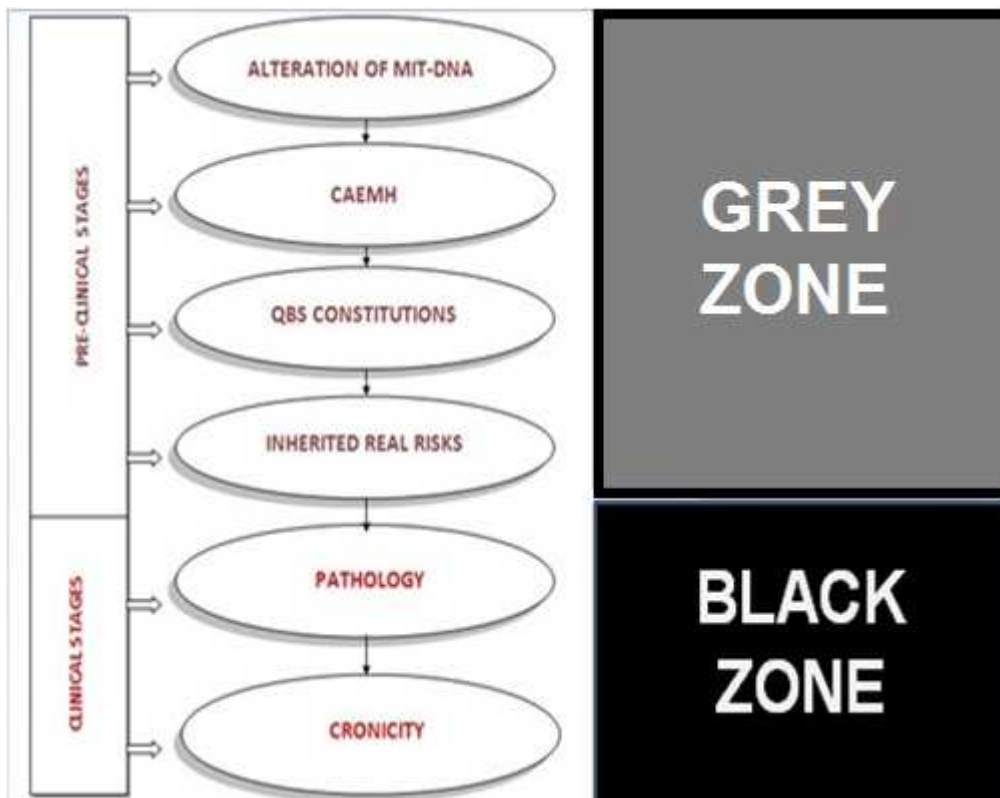 PRE-CLINICAL STAGES
ALTERATION OF MIT-DNA
CAEMH
QBS CONSTITUTIONS
INHERITED REAL RISKS
CLINICAL STAGES
PATHOLOGY
CRONICITY
GREY
ZONE
BLACK
ZONE